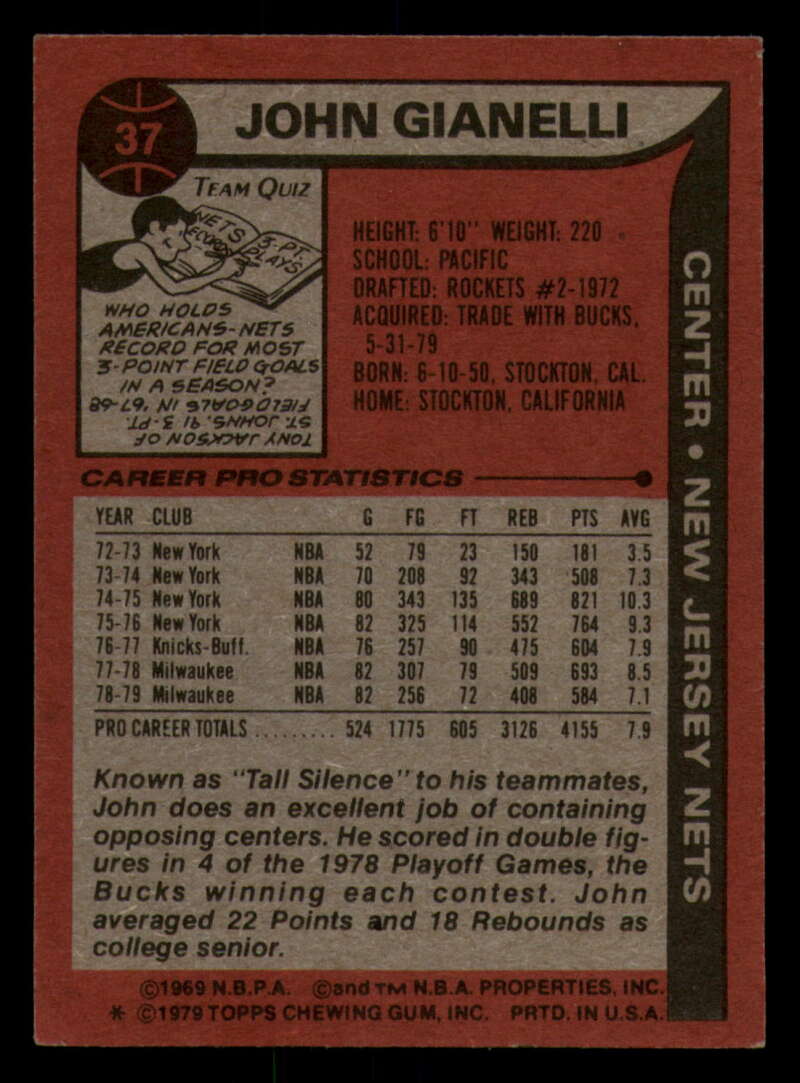 37
JOHN GIANELLI
TEAM QUIZ
NETS
RECORDS
3-PT.
PLAYS
WHO HOLDS
AMERICANS-NETS
RECORD FOR MOST
3-POINT FIELD GOALS
IN A SEASON?
TONY JACKSON OF
ST. JOHN'S. 91 3-PT.
FIELD GOALS IN '67-68
HEIGHT: 6'10" WEIGHT: 220
SCHOOL: PACIFIC
DRAFTED: ROCKETS #2-1972
ACQUIRED: TRADE WITH BUCKS,
5-31-79
BORN: 6-10-50, STOCKTON, CAL.
HOME: STOCKTON, CALIFORNIA
CENTER • NEW JERSEY NETS
CAREER PRO STATISTICS
YEAR CLUB G FG FT REB PTS AVG
72-73 New York NBA 52 79 23 150 181 3.5
73-74 New York NBA 70 208 92 343 508 7.3
74-75 New York NBA 80 343 135 689 821 10.3
75-76 New York NBA 82 325 114 552 764 9.3
76-77 Knicks-Buff. NBA 76 257 90 475 604 7.9
77-78 Milwaukee NBA 82 307 79 509 693 8.5
78-79 Milwaukee NBA 82 256 72 408 584 7.1
PRO CAREER TOTALS ......... 524 1775 605 3126 4155 7.9
Known as "Tall Silence" to his teammates,
John does an excellent job of containing
opposing centers. He scored in double fig-
ures in 4 of the 1978 Playoff Games, the
Bucks winning each contest. John
averaged 22 Points and 18 Rebounds as
college senior.
©1969 N.B.P.A. ©and TM N.B.A. PROPERTIES, INC.
* ©1979 TOPPS CHEWING GUM, INC. PRTD. IN U.S.A.